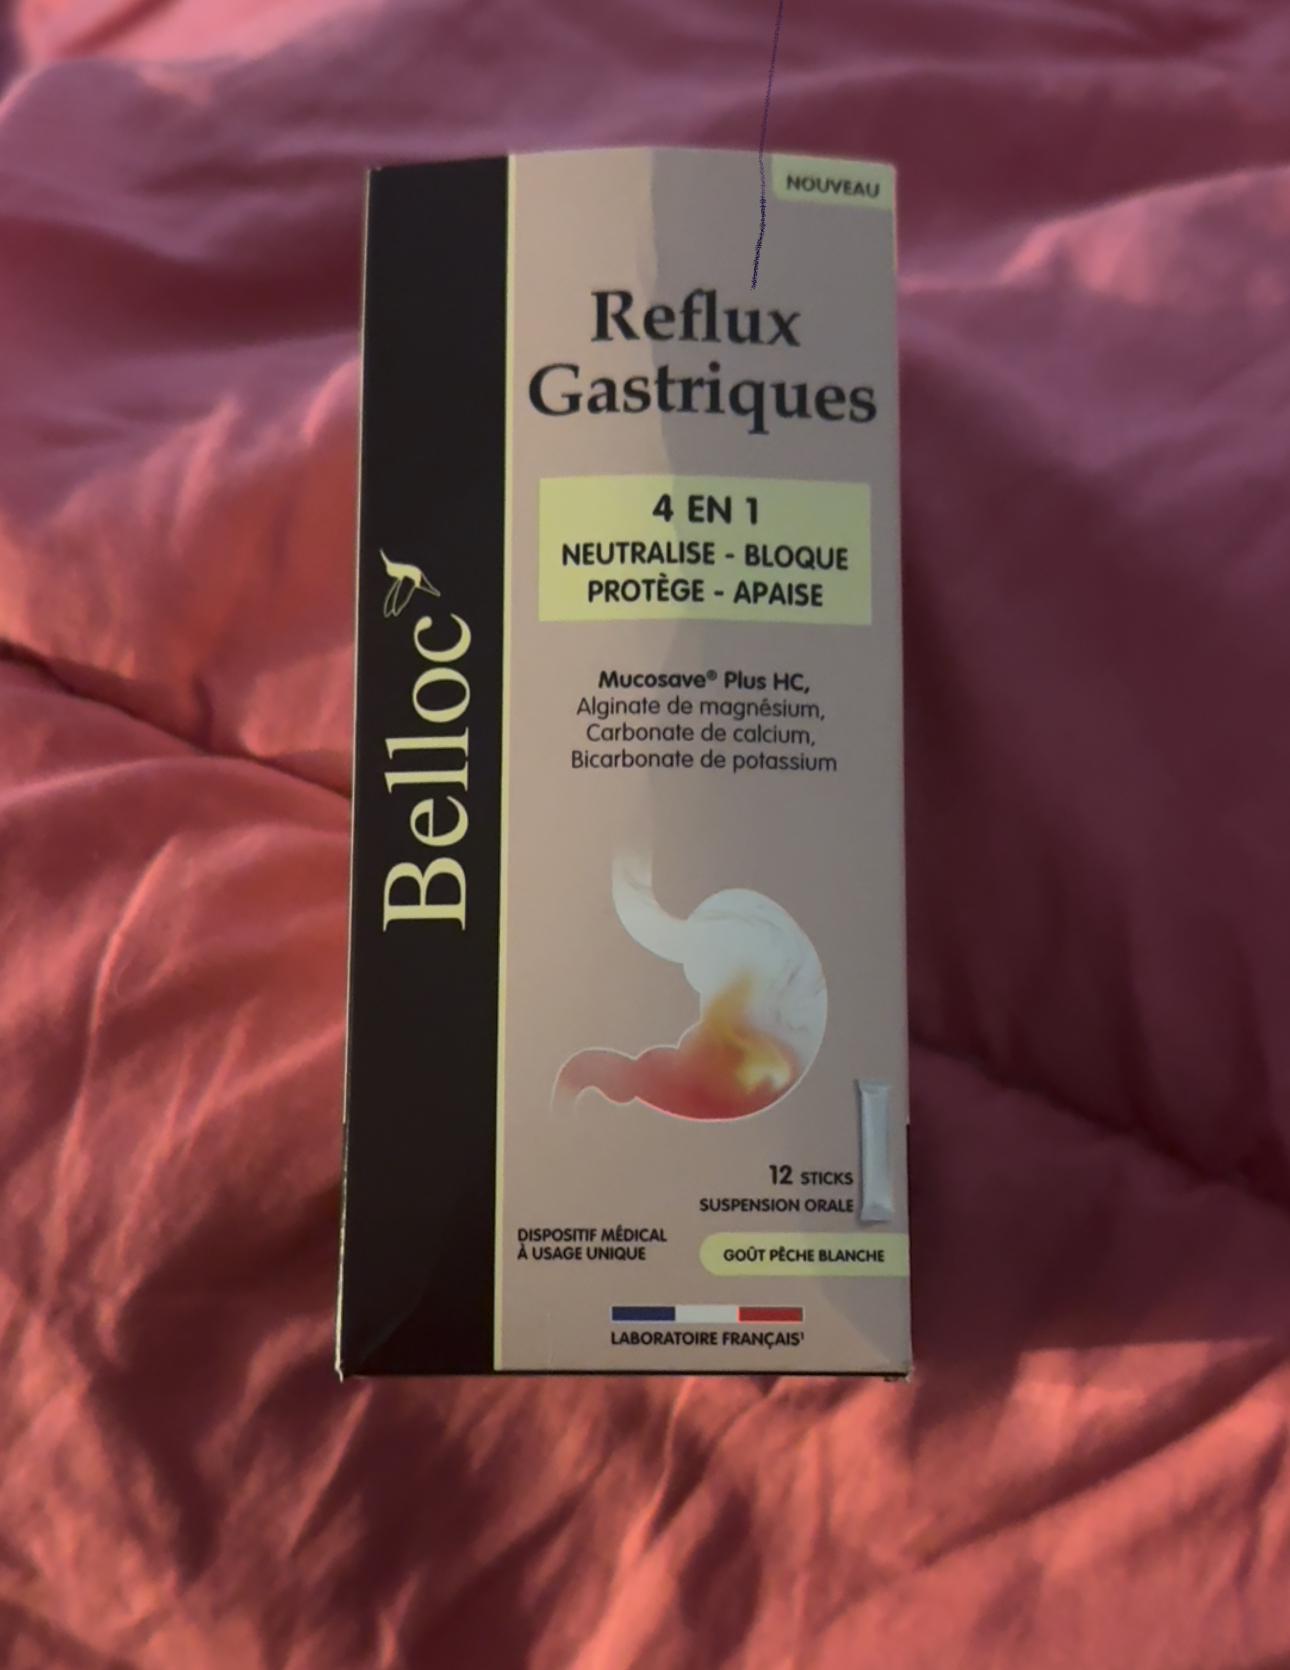 NOUVEAU
Reflux
Gastriques
4 EN 1
NEUTRALISE - BLOQUE
PROTÈGE - APAISE
Belloc
Mucosave® Plus HC,
Alginate de magnésium,
Carbonate de calcium,
Bicarbonate de potassium
12 STICKS
SUSPENSION ORALE
DISPOSITIF MÉDICAL
À USAGE UNIQUE
GOÛT PÊCHE BLANCHE
LABORATOIRE FRANÇAIS¹